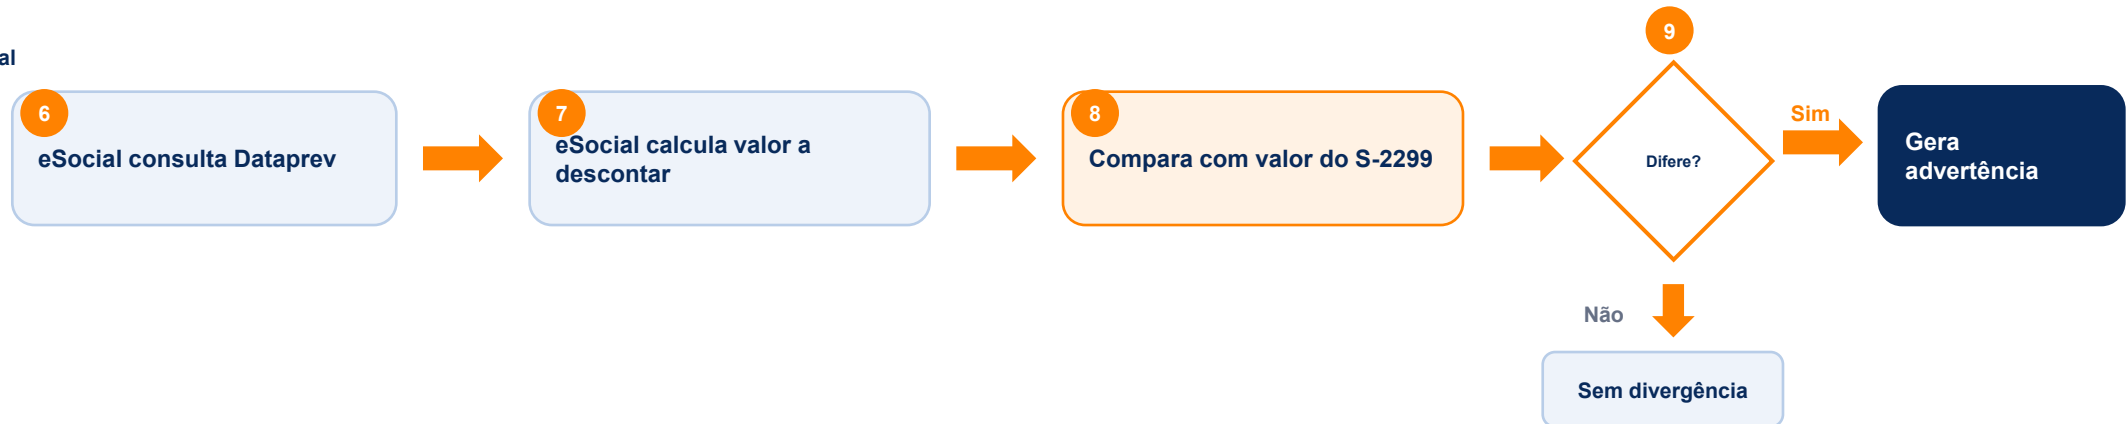 al
6
eSocial consulta Dataprev
7
eSocial calcula valor a
descontar
8
Compara com valor do S-2299
9
Difere?
Sim
Gera
advertência
Não
Sem divergência